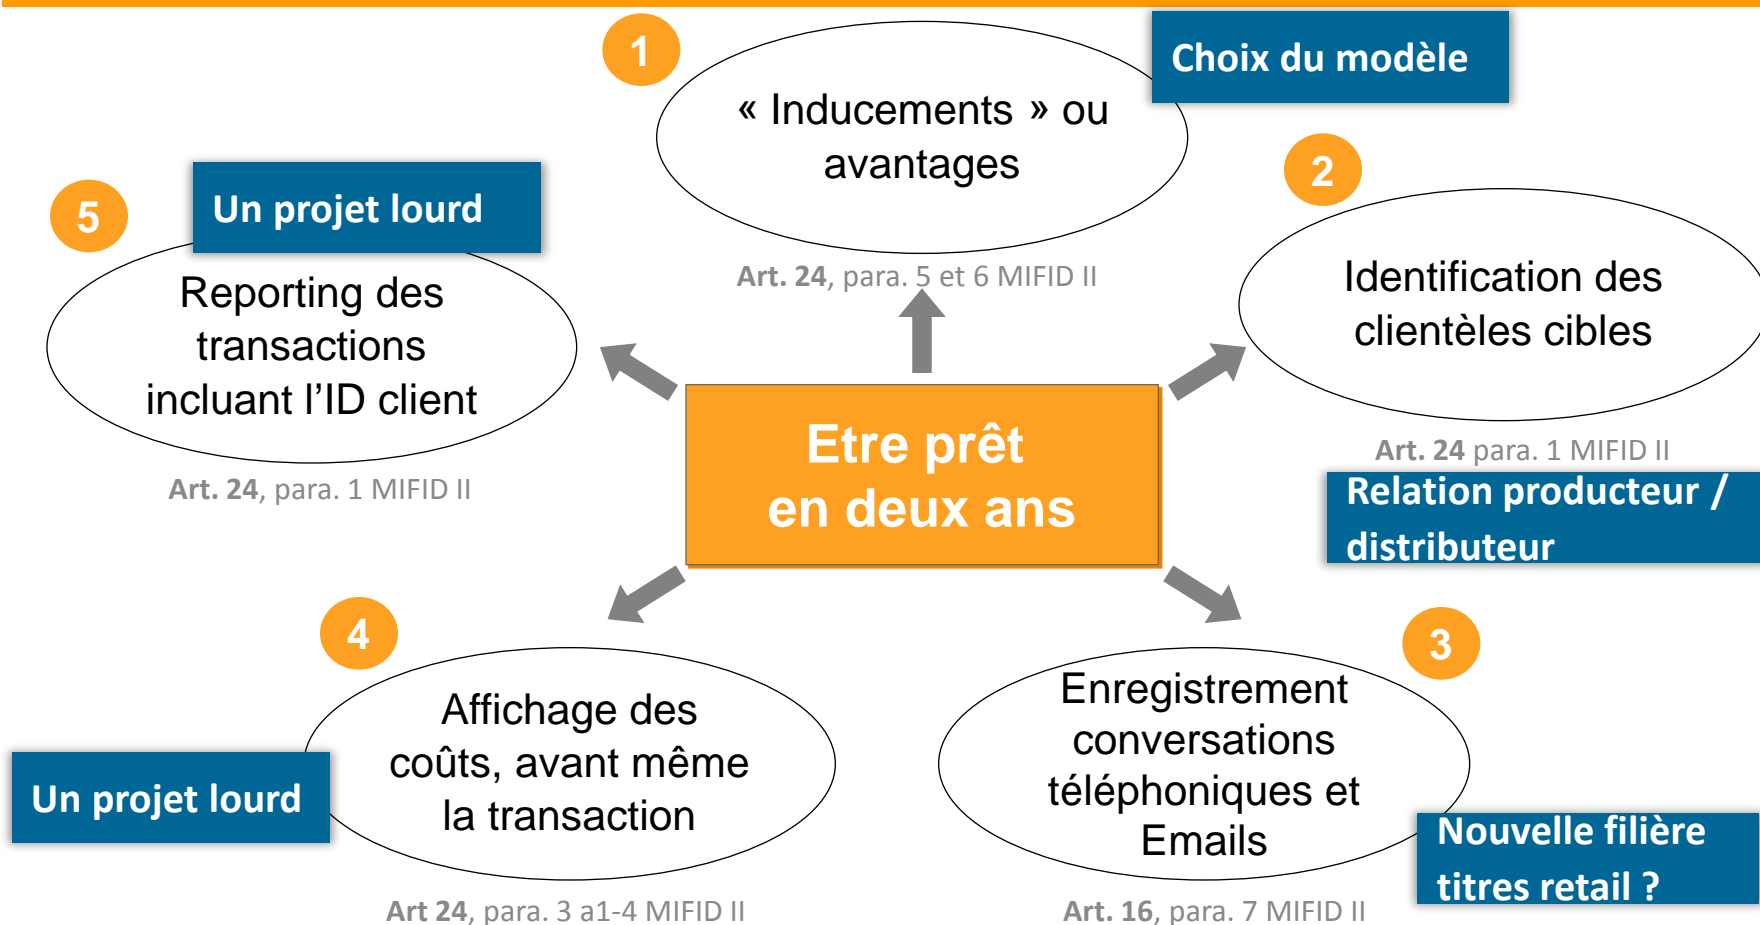 1
Choix du modèle
« Inducements » ou
avantages
Art. 24, para. 5 et 6 MIFID II
2
Identification des
clientèles cibles
Art. 24 para. 1 MIFID II
Relation producteur /
distributeur
5
Un projet lourd
Reporting des
transactions
incluant l'ID client
Art. 24, para. 1 MIFID II
Etre prêt
en deux ans
4
Affichage des
coûts, avant même
la transaction
Un projet lourd
Art 24, para. 3 a1-4 MIFID II
3
Enregistrement
conversations
téléphoniques et
Emails
Nouvelle filière
titres retail ?
Art. 16, para. 7 MIFID II